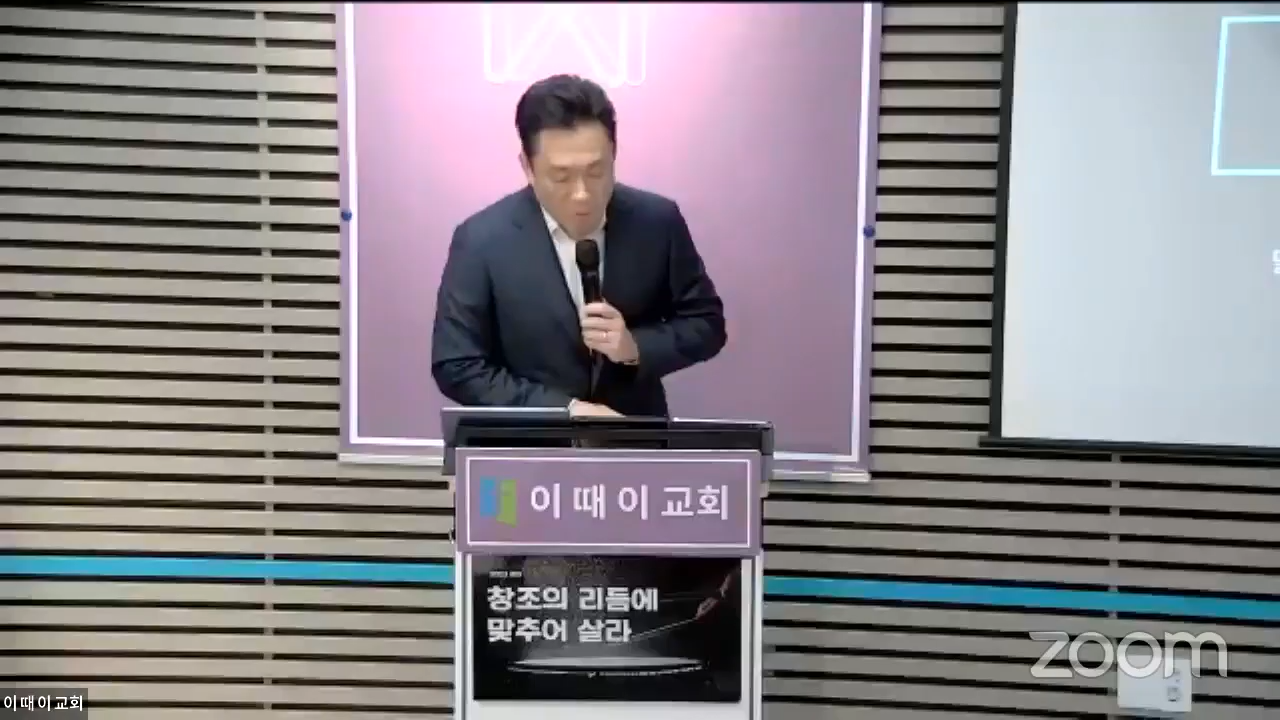 이 때 이 교회
창조의 리듬에
맞추어 살라
zoom
이 때 이 교회